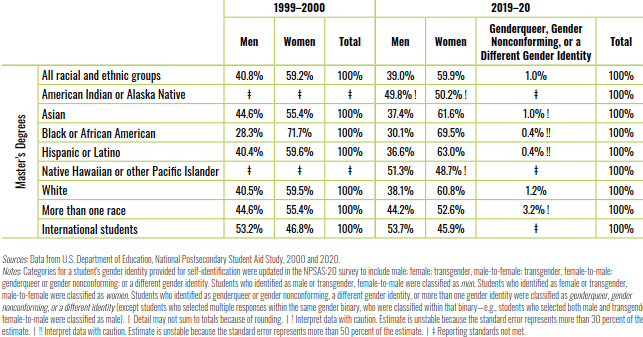 1999–2000 2019–20
Men Women Total Men Women Genderqueer, Gender Nonconforming, or a Different Gender Identity Total
Master's Degrees
All racial and ethnic groups 40.8% 59.2% 100% 39.0% 59.9% 1.0% 100%
American Indian or Alaska Native ‡ ‡ ‡ 49.8% ! 50.2% ! ‡ 100%
Asian 44.6% 55.4% 100% 37.4% 61.6% 1.0% ! 100%
Black or African American 28.3% 71.7% 100% 30.1% 69.5% 0.4% !! 100%
Hispanic or Latino 40.4% 59.6% 100% 36.6% 63.0% 0.4% !! 100%
Native Hawaiian or other Pacific Islander ‡ ‡ ‡ 51.3% 48.7% ! ‡ 100%
White 40.5% 59.5% 100% 38.1% 60.8% 1.2% 100%
More than one race 44.6% 55.4% 100% 44.2% 52.6% 3.2% ! 100%
International students 53.2% 46.8% 100% 53.7% 45.9% ‡ 100%
Sources: Data from U.S. Department of Education, National Postsecondary Student Aid Study, 2000 and 2020.
Notes: Categories for a student's gender identity provided for self-identification were updated in the NPSAS:20 survey to include male; female; transgender, male-to-female; transgender, female-to-male;
genderqueer or gender nonconforming; or a different gender identity. Students who identified as male or transgender, female-to-male were classified as men. Students who identified as female or transgender,
male-to-female were classified as women. Students who identified as genderqueer or gender nonconforming, a different gender identity, or more than one gender identity were classified as genderqueer, gender
nonconforming, or a different identity (except students who selected multiple responses within the same gender binary, who were classified within that binary—e.g., students who selected both male and transgender
female-to-male were classified as male). | Detail may not sum to totals because of rounding. | ! Interpret data with caution. Estimate is unstable because the standard error represents more than 30 percent of the
estimate. | !! Interpret data with caution. Estimate is unstable because the standard error represents more than 50 percent of the estimate. | ‡ Reporting standards not met.